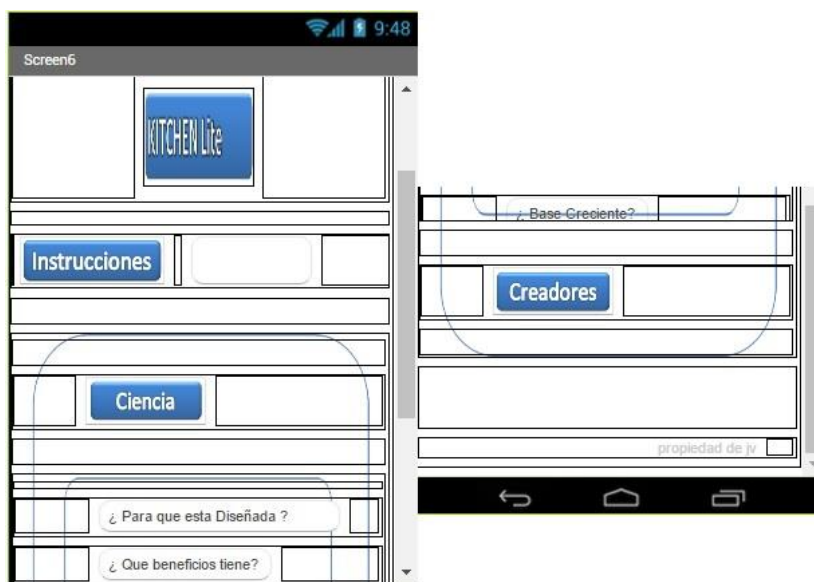 9:48
Screen6
KITCHEN Lite
Instrucciones
Ciencia
¿ Para que esta Diseñada ?
¿ Que beneficios tiene?
¿ Base Creciente?
Creadores
propiedad de jv